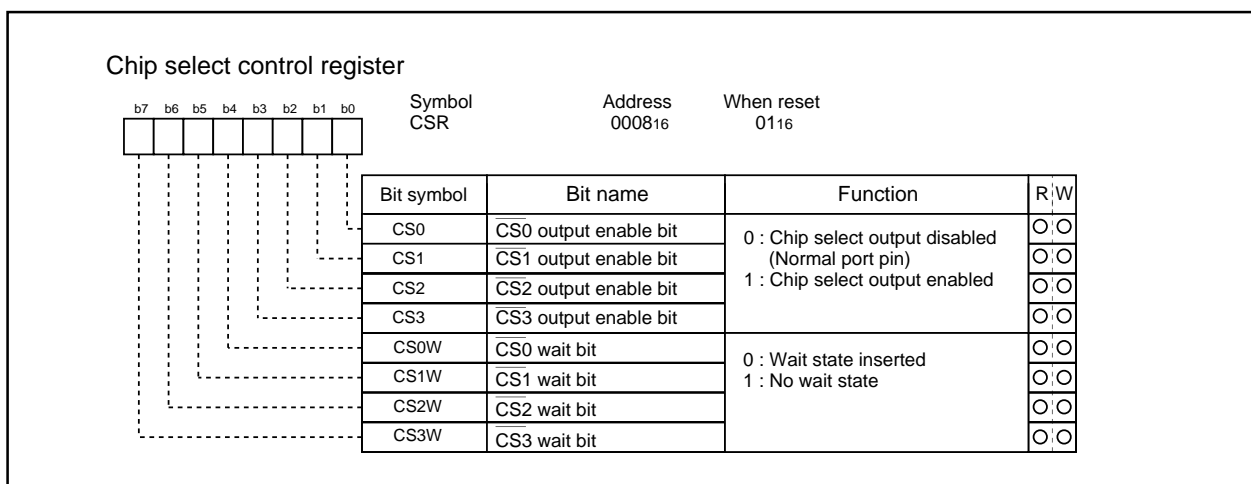 Chip select control register
b7 b6 b5 b4 b3 b2 b1 b0
Symbol Address When reset
CSR 000816 0116
Bit symbol Bit name Function R W
CS0 CS0 output enable bit 0 : Chip select output disabled
(Normal port pin)
CS1 CS1 output enable bit
1 : Chip select output enabled
CS2 CS2 output enable bit
CS3 CS3 output enable bit
CS0W CS0 wait bit 0 : Wait state inserted
CS1W CS1 wait bit 1 : No wait state
CS2W CS2 wait bit
CS3W CS3 wait bit